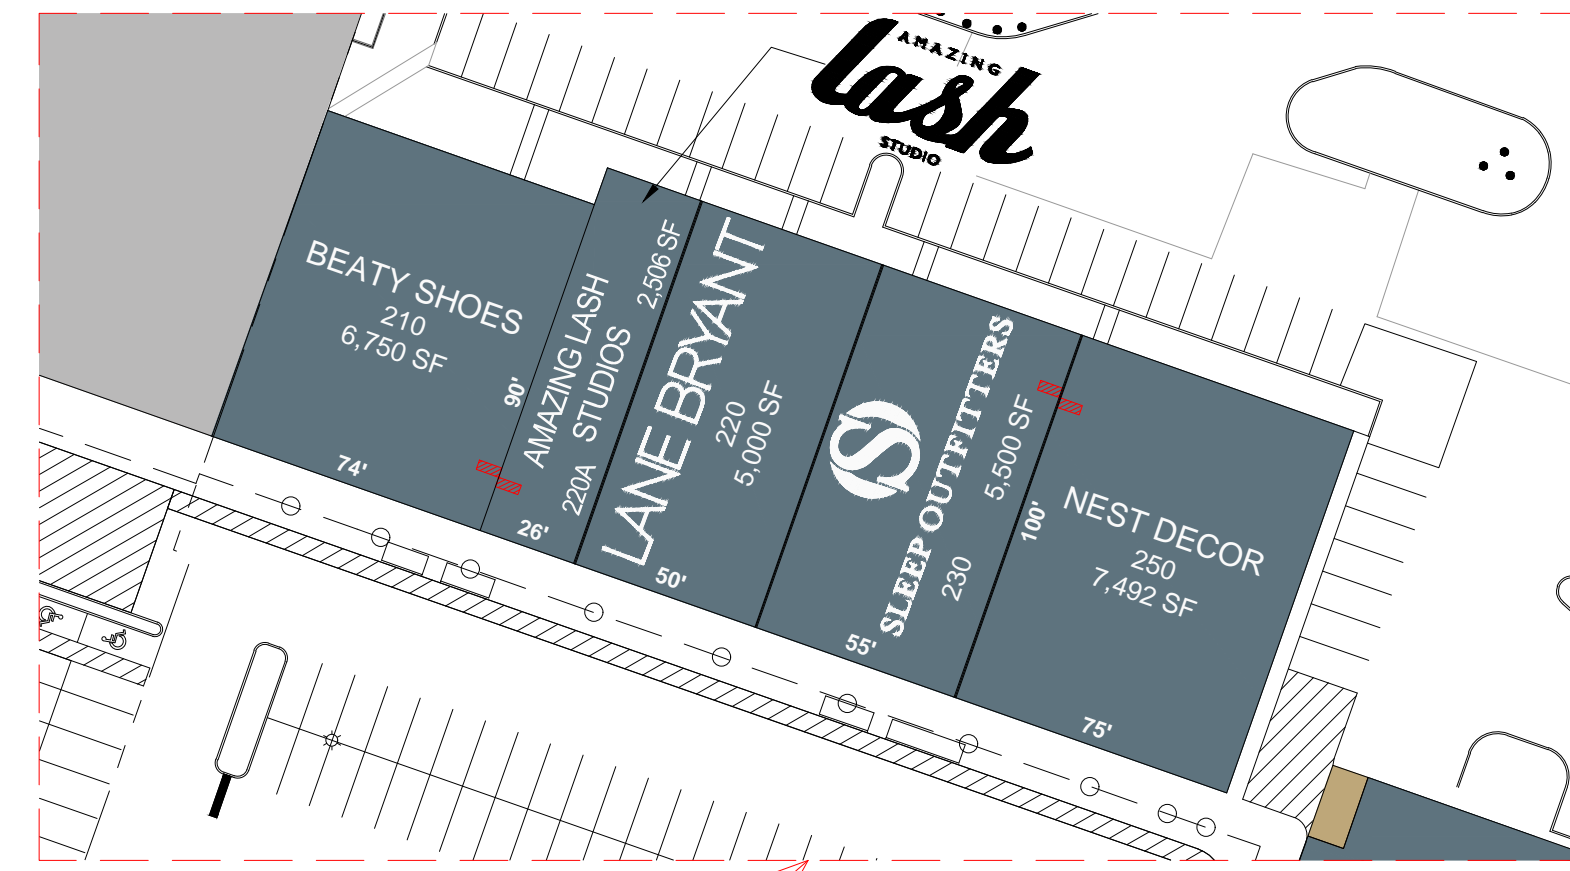 AMAZING
lash
STUDIO
BEATY SHOES
210
6,750 SF
90'
74'
AMAZING LASH
STUDIOS
2,506 SF
220A
26'
LANE BRYANT
220
5,000 SF
50'
S
SLEEP OUTFITTERS
5,500 SF
230
55'
100'
NEST DECOR
250
7,492 SF
75'